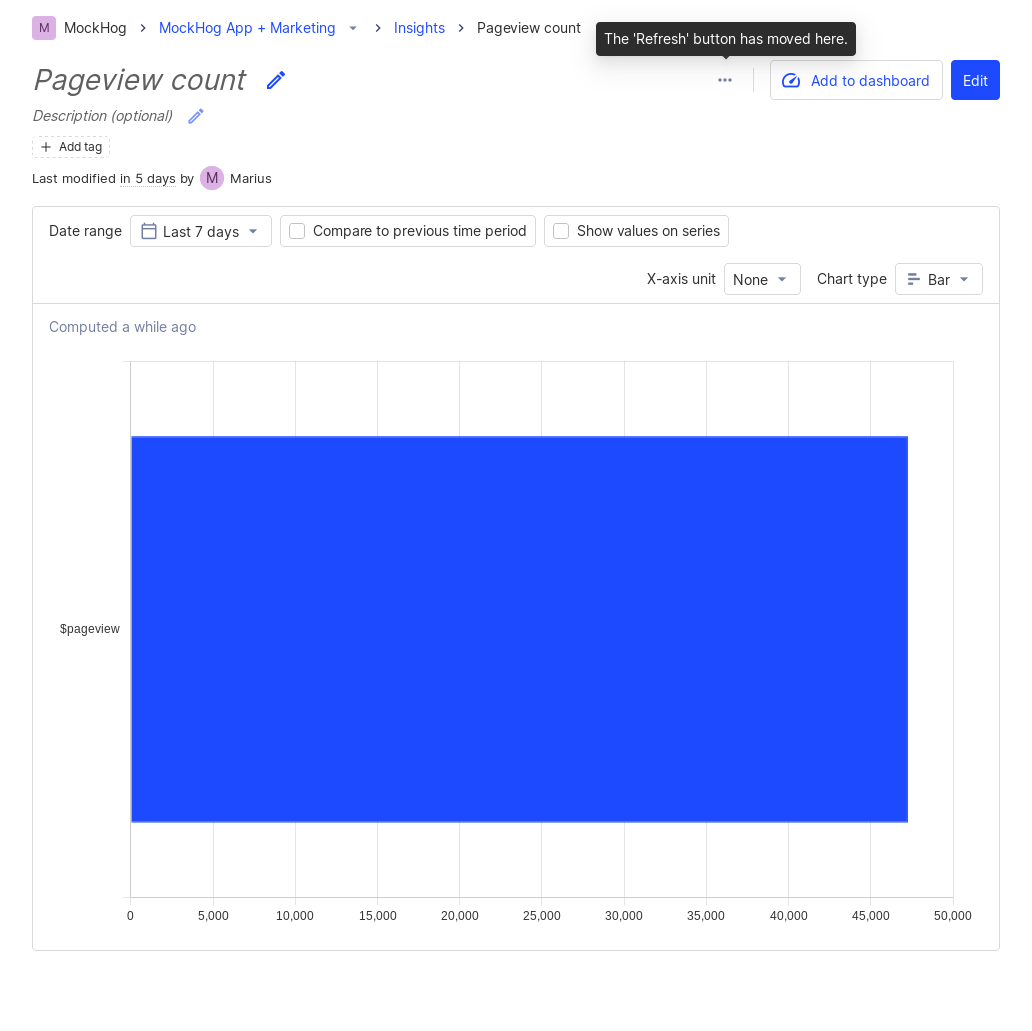 M MockHog MockHog App + Marketing Insights Pageview count
The 'Refresh' button has moved here.
Pageview count
Add to dashboard Edit
Description (optional)
Add tag
Last modified in 5 days by M Marius
Date range Last 7 days Compare to previous time period Show values on series
X-axis unit None Chart type Bar
Computed a while ago
$pageview
0 5,000 10,000 15,000 20,000 25,000 30,000 35,000 40,000 45,000 50,000